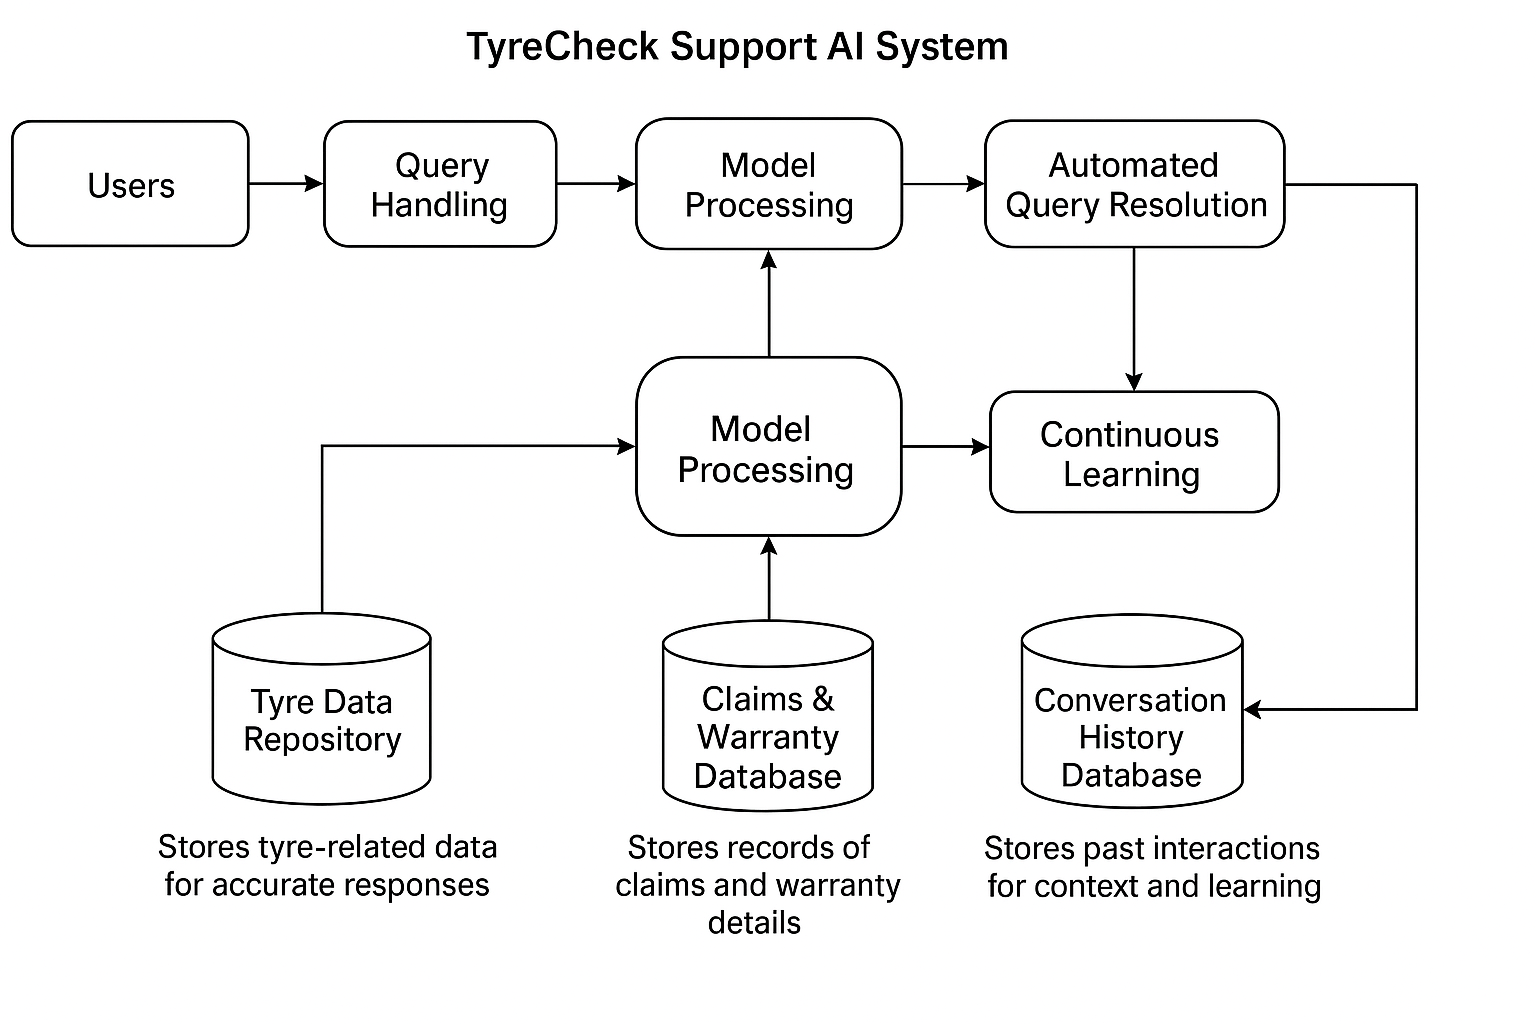 TyreCheck Support AI System
Users
Query
Handling
Model
Processing
Automated
Query Resolution
Model
Processing
Continuous
Learning
Tyre Data
Repository
Claims &
Warranty
Database
Conversation
History
Database
Stores tyre-related data
for accurate responses
Stores records of
claims and warranty
details
Stores past interactions
for context and learning